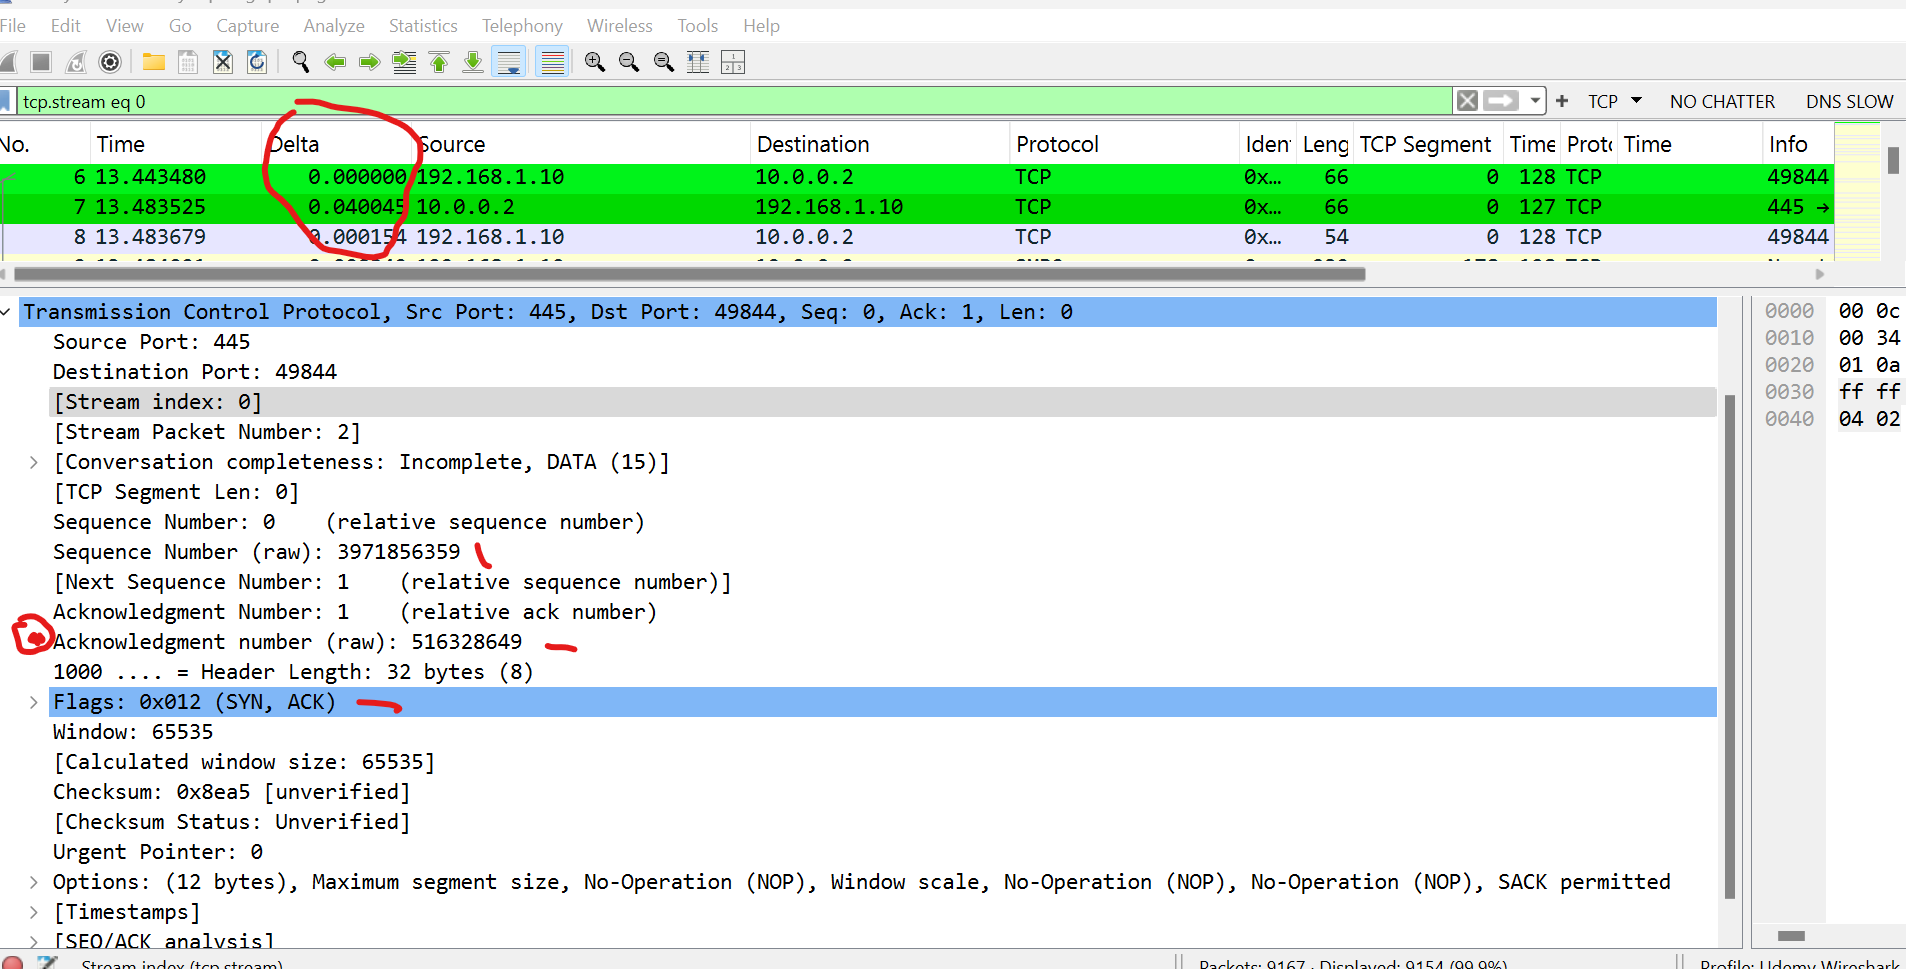 File Edit View Go Capture Analyze Statistics Telephony Wireless Tools Help
tcp.stream eq 0 + TCP NO CHATTER DNS SLOW
No. Time Delta Source Destination Protocol Iden Leng TCP Segment Time Proto Time Info
6 13.443480 0.000000 192.168.1.10 10.0.0.2 TCP 0x… 66 0 128 TCP 49844
7 13.483525 0.040045 10.0.0.2 192.168.1.10 TCP 0x… 66 0 127 TCP 445 →
8 13.483679 0.000154 192.168.1.10 10.0.0.2 TCP 0x… 54 0 128 TCP 49844
Transmission Control Protocol, Src Port: 445, Dst Port: 49844, Seq: 0, Ack: 1, Len: 0
Source Port: 445
Destination Port: 49844
[Stream index: 0]
[Stream Packet Number: 2]
[Conversation completeness: Incomplete, DATA (15)]
[TCP Segment Len: 0]
Sequence Number: 0 (relative sequence number)
Sequence Number (raw): 3971856359
[Next Sequence Number: 1 (relative sequence number)]
Acknowledgment Number: 1 (relative ack number)
Acknowledgment number (raw): 516328649
1000 .... = Header Length: 32 bytes (8)
Flags: 0x012 (SYN, ACK)
Window: 65535
[Calculated window size: 65535]
Checksum: 0x8ea5 [unverified]
[Checksum Status: Unverified]
Urgent Pointer: 0
Options: (12 bytes), Maximum segment size, No-Operation (NOP), Window scale, No-Operation (NOP), No-Operation (NOP), SACK permitted
[Timestamps]
[SEQ/ACK analysis]
0000 00 0c
0010 00 34
0020 01 0a
0030 ff ff
0040 04 02
Stream index (tcp.stream) Packets: 9167 · Displayed: 9154 (99.9%) Profile: Udemy Wireshark